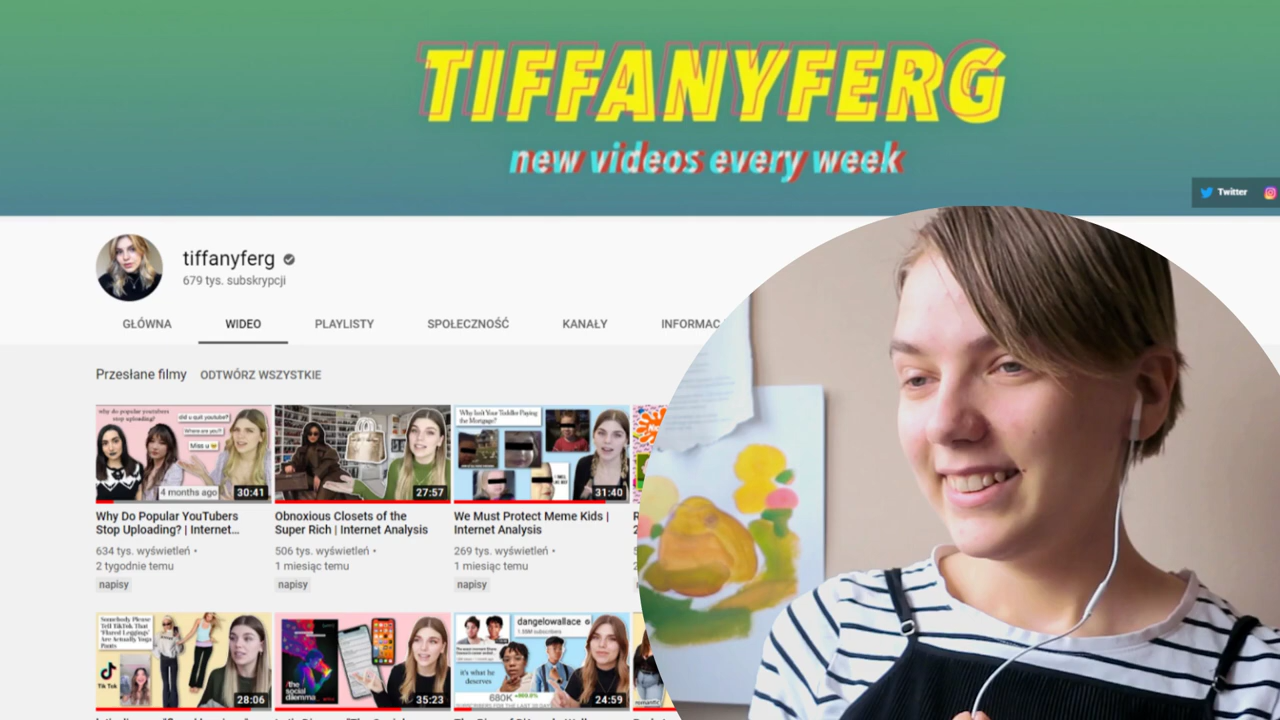 TIFFANYFERG
new videos every week
Twitter
tiffanyferg
679 tys. subskrypcji
GŁÓWNA WIDEO PLAYLISTY SPOŁECZNOŚĆ KANAŁY INFORMAC
Przesłane filmy ODTWÓRZ WSZYSTKIE
why do popular youtubers
stop uploading?
did u quit youtube?
Where are you?
Miss u
4 months ago
30:41
27:57
Why Isn't Your Toddler Paying
the Mortgage?
31:40
Why Do Popular YouTubers
Stop Uploading? | Internet...
634 tys. wyświetleń •
2 tygodnie temu
napisy
Obnoxious Closets of the
Super Rich | Internet Analysis
506 tys. wyświetleń •
1 miesiąc temu
napisy
We Must Protect Meme Kids |
Internet Analysis
269 tys. wyświetleń •
1 miesiąc temu
napisy
Somebody Please
Tell TikTok That
'Flared Leggings'
Are Actually Yoga
Pants
Tik Tok
28:06
/the
social
dilemma
35:23
dangelowallace
it's what he
deserves
680K
24:59